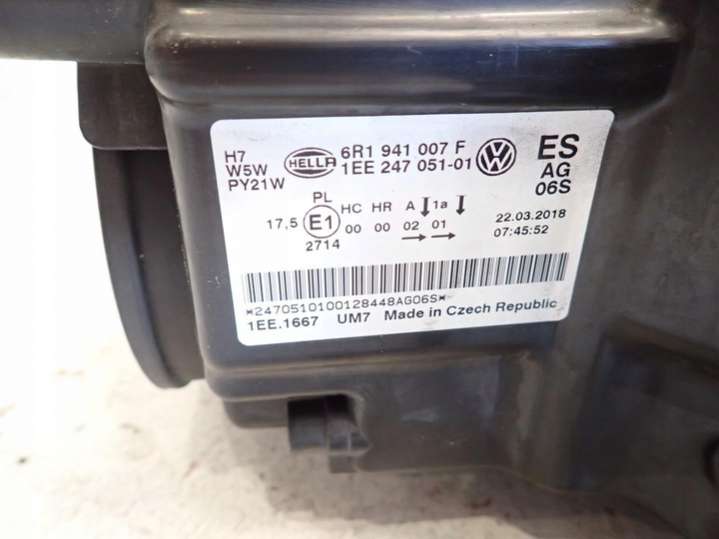 H7
W5W
PY21W
HELLA
6R1 941 007 F
1EE 247 051-01
VW
ES
AG
06S
PL
17,5 E1 HC HR A ↓ 1a ↓
00 00 02 01
2714 → →
22.03.2018
07:45:52
*2470510100128448AG06S*
1EE.1667 UM7 Made in Czech Republic